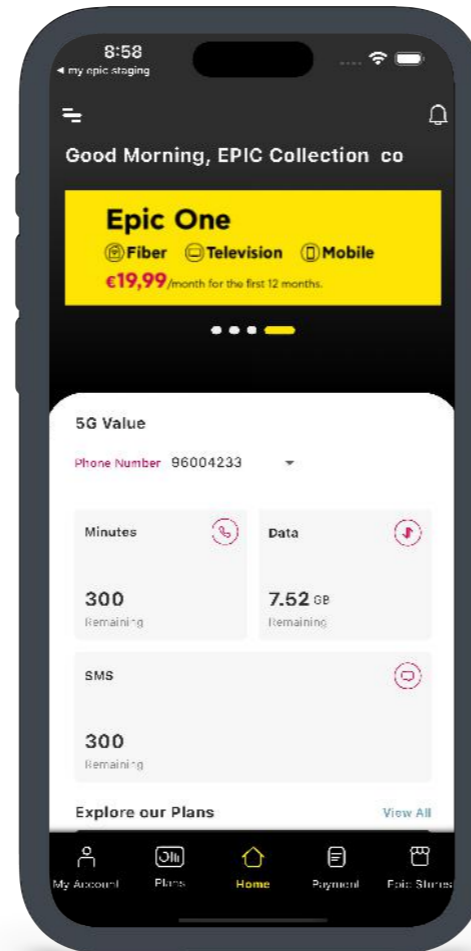 8:58
◀ my epic staging
Good Morning, EPIC Collection co
Epic One
Fiber Television Mobile
€19,99/month for the first 12 months.
5G Value
Phone Number 96004233
Minutes
300
Remaining
Data
7.52 GB
Remaining
SMS
300
Remaining
Explore our Plans View All
My Account Plans Home Payment Epic Stores